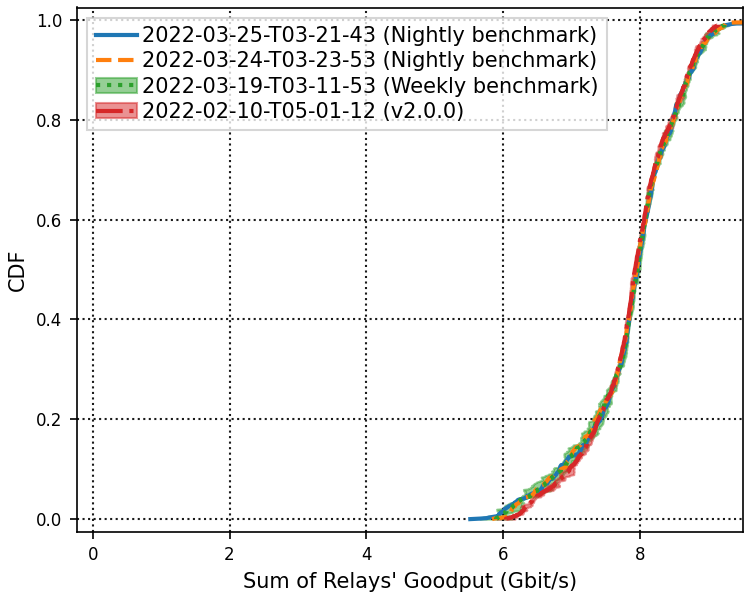 1.0
0.8
0.6
0.4
0.2
0.0
CDF
2022-03-25-T03-21-43 (Nightly benchmark)
2022-03-24-T03-23-53 (Nightly benchmark)
2022-03-19-T03-11-53 (Weekly benchmark)
2022-02-10-T05-01-12 (v2.0.0)
0 2 4 6 8
Sum of Relays' Goodput (Gbit/s)